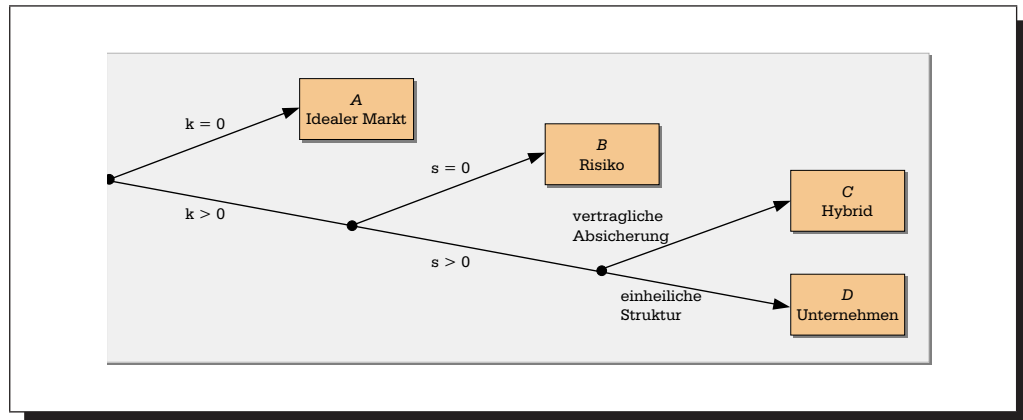 A
Idealer Markt
k = 0
B
Risiko
s = 0
k > 0
C
Hybrid
vertragliche
Absicherung
s > 0
einheiliche
Struktur
D
Unternehmen